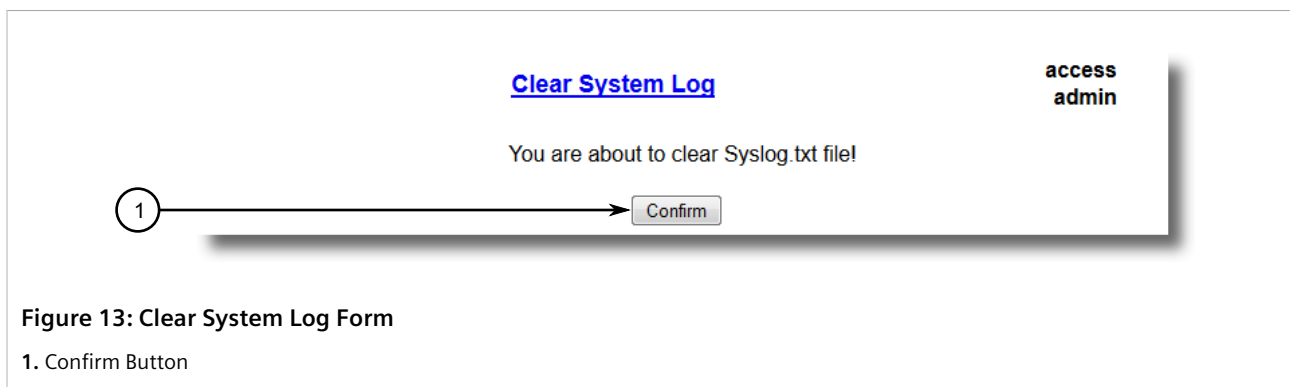 Clear System Log
access
admin
You are about to clear Syslog.txt file!
1
Confirm
Figure 13: Clear System Log Form
1. Confirm Button